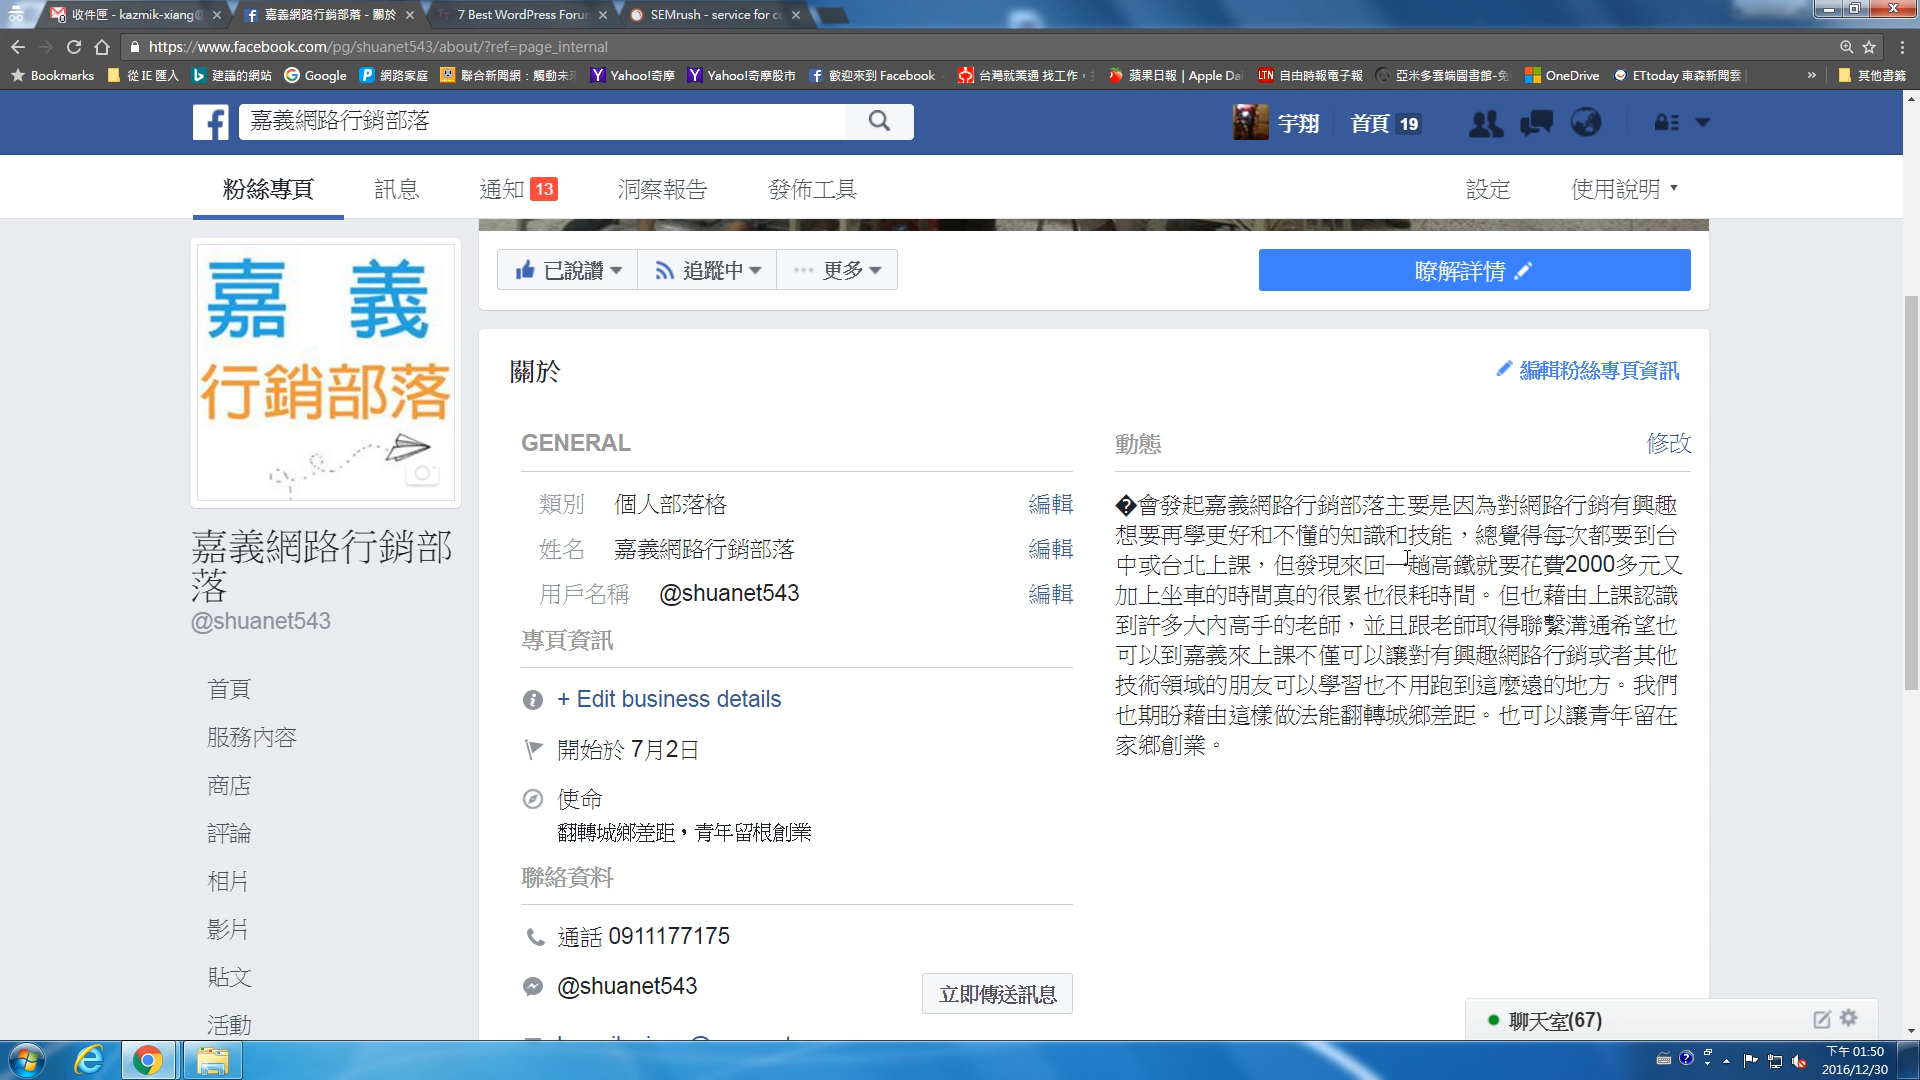 收件匣 - kazmik-xiang@
嘉義網路行銷部落 - 關於
7 Best WordPress Forum
SEMrush - service for co
https://www.facebook.com/pg/shuanet543/about/?ref=page_internal
Bookmarks
從 IE 匯入
建議的網站
Google
網路家庭
聯合新聞網：觸動未來
Yahoo!奇摩
Yahoo!奇摩股市
歡迎來到 Facebook
台灣就業通 找工作，
蘋果日報 | Apple Dai
自由時報電子報
亞米多雲端圖書館-免
OneDrive
ETtoday 東森新聞雲
»
其他書籤
嘉義網路行銷部落
宇翔
首頁 19
粉絲專頁
訊息
通知 13
洞察報告
發佈工具
設定
使用說明
嘉 義
行銷部落
已說讚
追蹤中
更多
瞭解詳情
嘉義網路行銷部
落
@shuanet543
首頁
服務內容
商店
評論
相片
影片
貼文
活動
關於
編輯粉絲專頁資訊
GENERAL
類別 個人部落格 編輯
姓名 嘉義網路行銷部落 編輯
用戶名稱 @shuanet543 編輯
專頁資訊
+ Edit business details
開始於 7月2日
使命
翻轉城鄉差距，青年留根創業
聯絡資料
通話 0911177175
@shuanet543
立即傳送訊息
動態 修改
�會發起嘉義網路行銷部落主要是因為對網路行銷有興趣
想要再學更好和不懂的知識和技能，總覺得每次都要到台
中或台北上課，但發現來回一趟高鐵就要花費2000多元又
加上坐車的時間真的很累也很耗時間。但也藉由上課認識
到許多大內高手的老師，並且跟老師取得聯繫溝通希望也
可以到嘉義來上課不僅可以讓對有興趣網路行銷或者其他
技術領域的朋友可以學習也不用跑到這麼遠的地方。我們
也期盼藉由這樣做法能翻轉城鄉差距。也可以讓青年留在
家鄉創業。
聊天室(67)
下午 01:50
2016/12/30